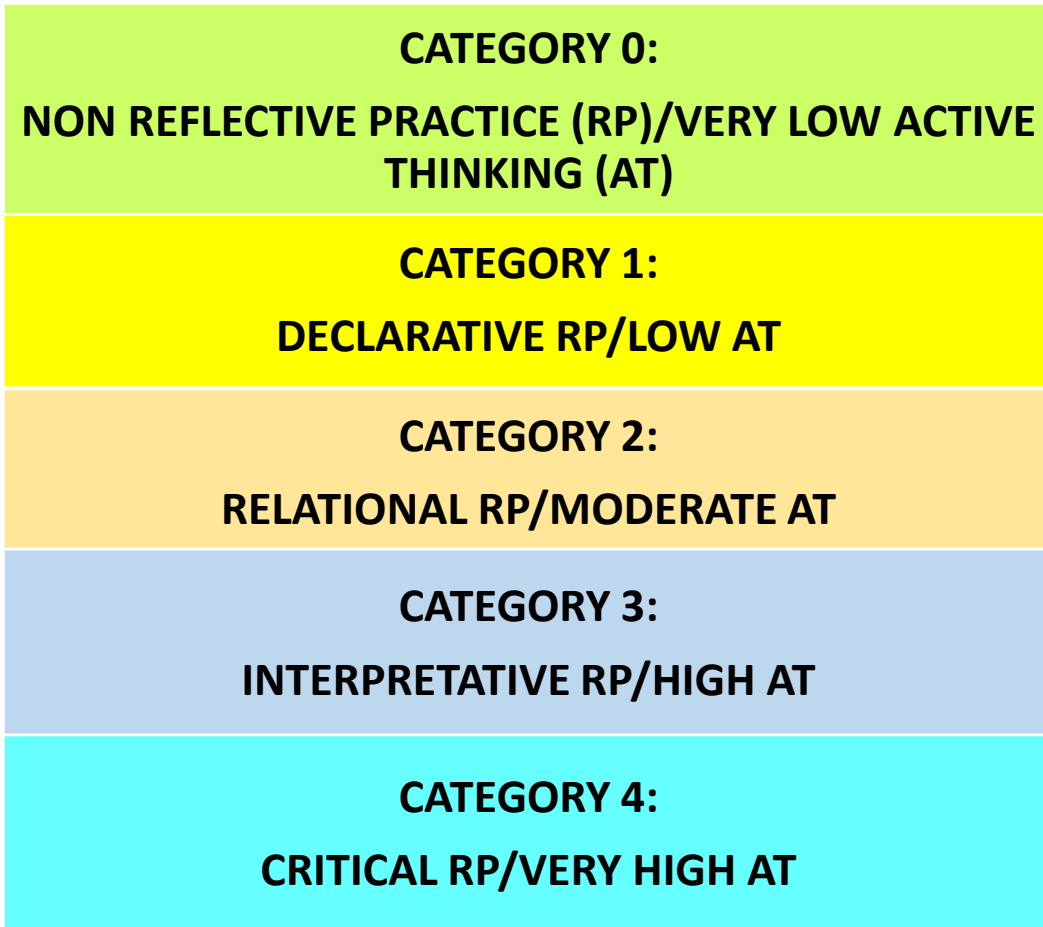 CATEGORY 0:
NON REFLECTIVE PRACTICE (RP)/VERY LOW ACTIVE
THINKING (AT)
CATEGORY 1:
DECLARATIVE RP/LOW AT
CATEGORY 2:
RELATIONAL RP/MODERATE AT
CATEGORY 3:
INTERPRETATIVE RP/HIGH AT
CATEGORY 4:
CRITICAL RP/VERY HIGH AT